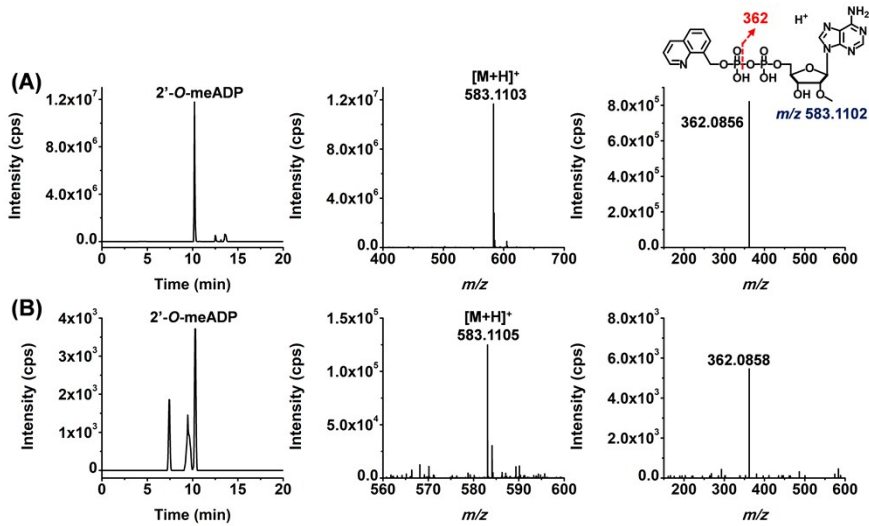 362
H⁺
NH₂
N
N
N
N
N
O
P
O
P
O
O
O
O
OH
OH
OH
O
m/z 583.1102
(A)
2'-O-meADP
Intensity (cps)
1.2x10⁷
8.0x10⁶
4.0x10⁶
0.0
0 5 10 15 20
Time (min)
[M+H]⁺
583.1103
Intensity (cps)
1.2x10⁷
8.0x10⁶
4.0x10⁶
0.0
400 500 600 700
m/z
362.0856
Intensity (cps)
8.0x10⁵
6.0x10⁵
4.0x10⁵
2.0x10⁵
0.0
200 300 400 500 600
m/z
(B)
2'-O-meADP
Intensity (cps)
4x10³
3x10³
2x10³
1x10³
0
0 5 10 15 20
Time (min)
[M+H]⁺
583.1105
Intensity (cps)
1.5x10⁵
1.0x10⁵
5.0x10⁴
0.0
560 570 580 590 600
m/z
362.0858
Intensity (cps)
8.0x10³
6.0x10³
4.0x10³
2.0x10³
0.0
200 300 400 500 600
m/z